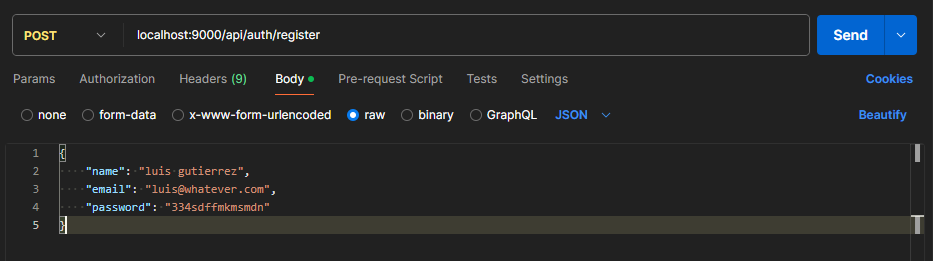 POST localhost:9000/api/auth/register Send
Params Authorization Headers (9) Body Pre-request Script Tests Settings Cookies
none form-data x-www-form-urlencoded raw binary GraphQL JSON Beautify
1 {
2 "name": "luis gutierrez",
3 "email": "luis@whatever.com",
4 "password": "334sdffmkmsmdn"
5 }